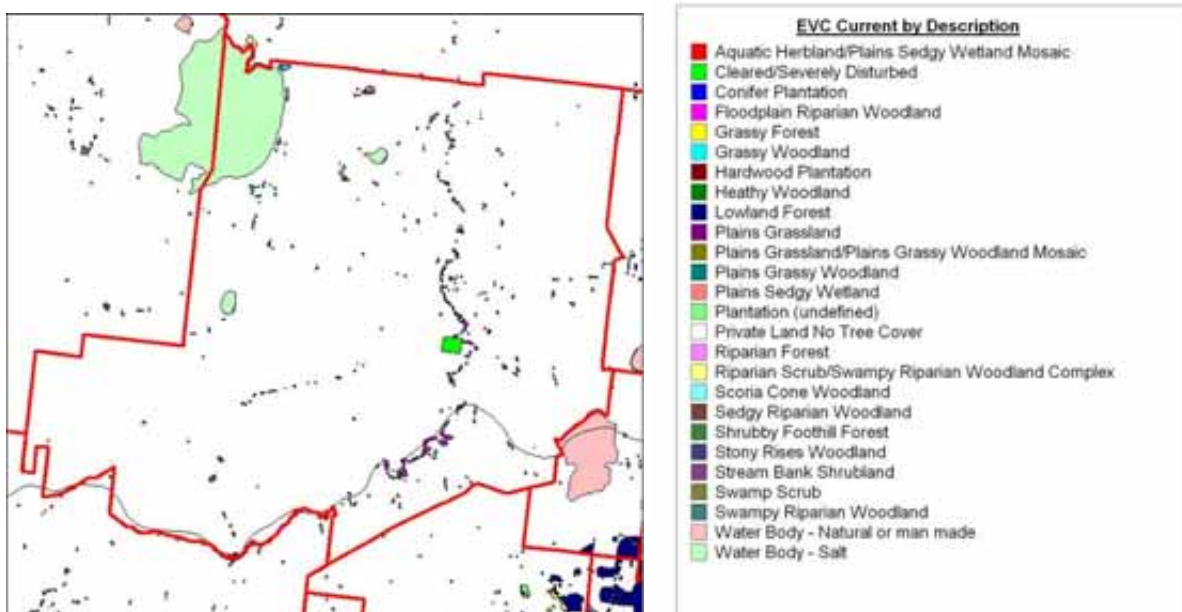 EVC Current by Description
Aquatic Herbland/Plains Sedgy Wetland Mosaic
Cleared/Severely Disturbed
Conifer Plantation
Floodplain Riparian Woodland
Grassy Forest
Grassy Woodland
Hardwood Plantation
Heathy Woodland
Lowland Forest
Plains Grassland
Plains Grassland/Plains Grassy Woodland Mosaic
Plains Grassy Woodland
Plains Sedgy Wetland
Plantation (undefined)
Private Land No Tree Cover
Riparian Forest
Riparian Scrub/Swampy Riparian Woodland Complex
Scoria Cone Woodland
Sedgy Riparian Woodland
Shrubby Foothill Forest
Stony Rises Woodland
Stream Bank Shrubland
Swamp Scrub
Swampy Riparian Woodland
Water Body - Natural or man made
Water Body - Salt